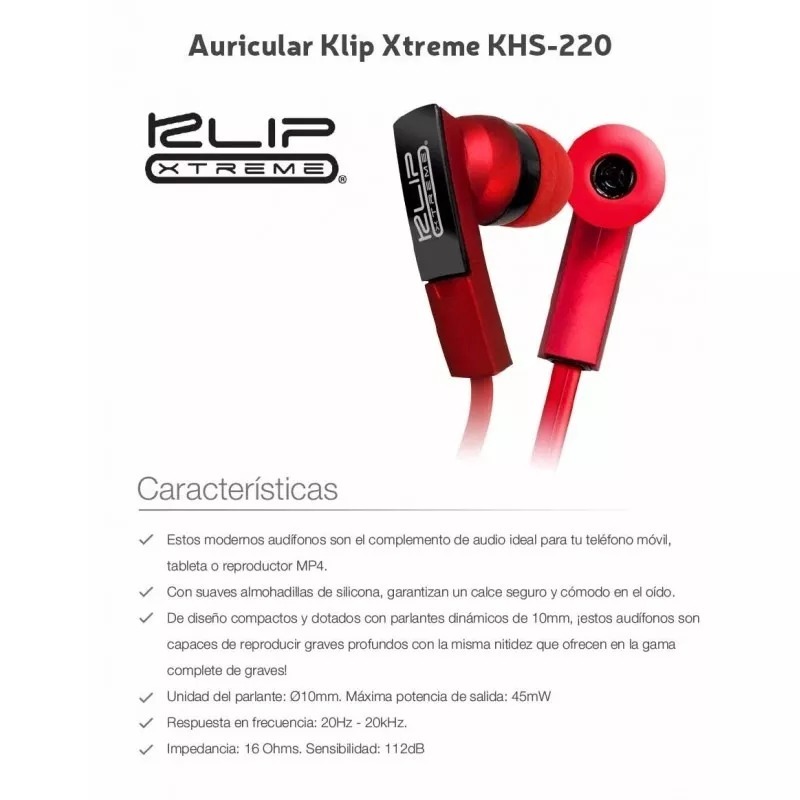 Auricular Klip Xtreme KHS-220
KLIP
XTREME®
KLIP
XTREME
Características
Estos modernos audífonos son el complemento de audio ideal para tu teléfono móvil,
tableta o reproductor MP4.
Con suaves almohadillas de silicona, garantizan un calce seguro y cómodo en el oído.
De diseño compactos y dotados con parlantes dinámicos de 10mm, ¡estos audífonos son
capaces de reproducir graves profundos con la misma nitidez que ofrecen en la gama
complete de graves!
Unidad del parlante: Ø10mm. Máxima potencia de salida: 45mW
Respuesta en frecuencia: 20Hz - 20kHz.
Impedancia: 16 Ohms. Sensibilidad: 112dB